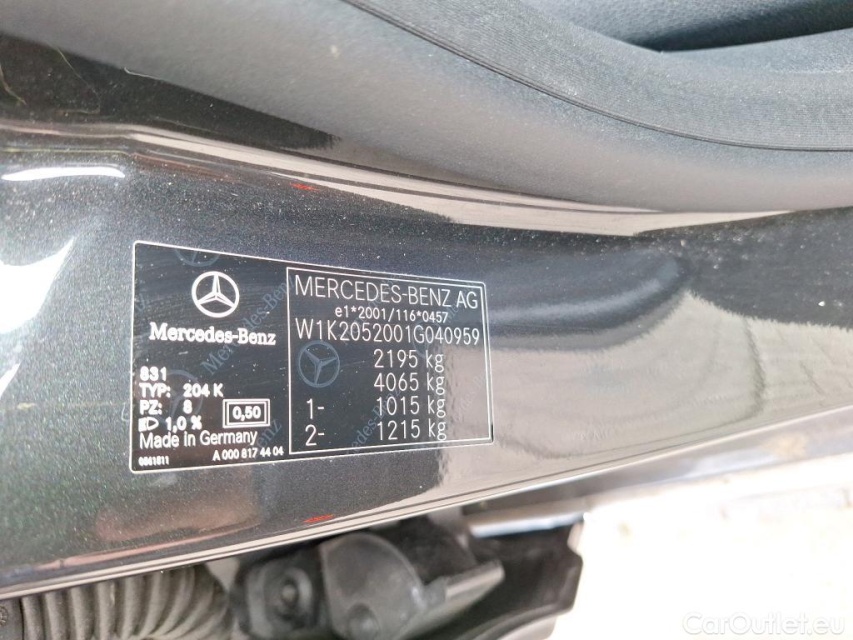 Mercedes-Benz
831
TYP: 204 K
PZ: 8
1,0 %
0,50
Made in Germany
0061811
A 000 817 44 04
MERCEDES-BENZ AG
e1*2001/116*0457
W1K2052001G040959
2195 kg
4065 kg
1- 1015 kg
2- 1215 kg
CarOutlet.eu